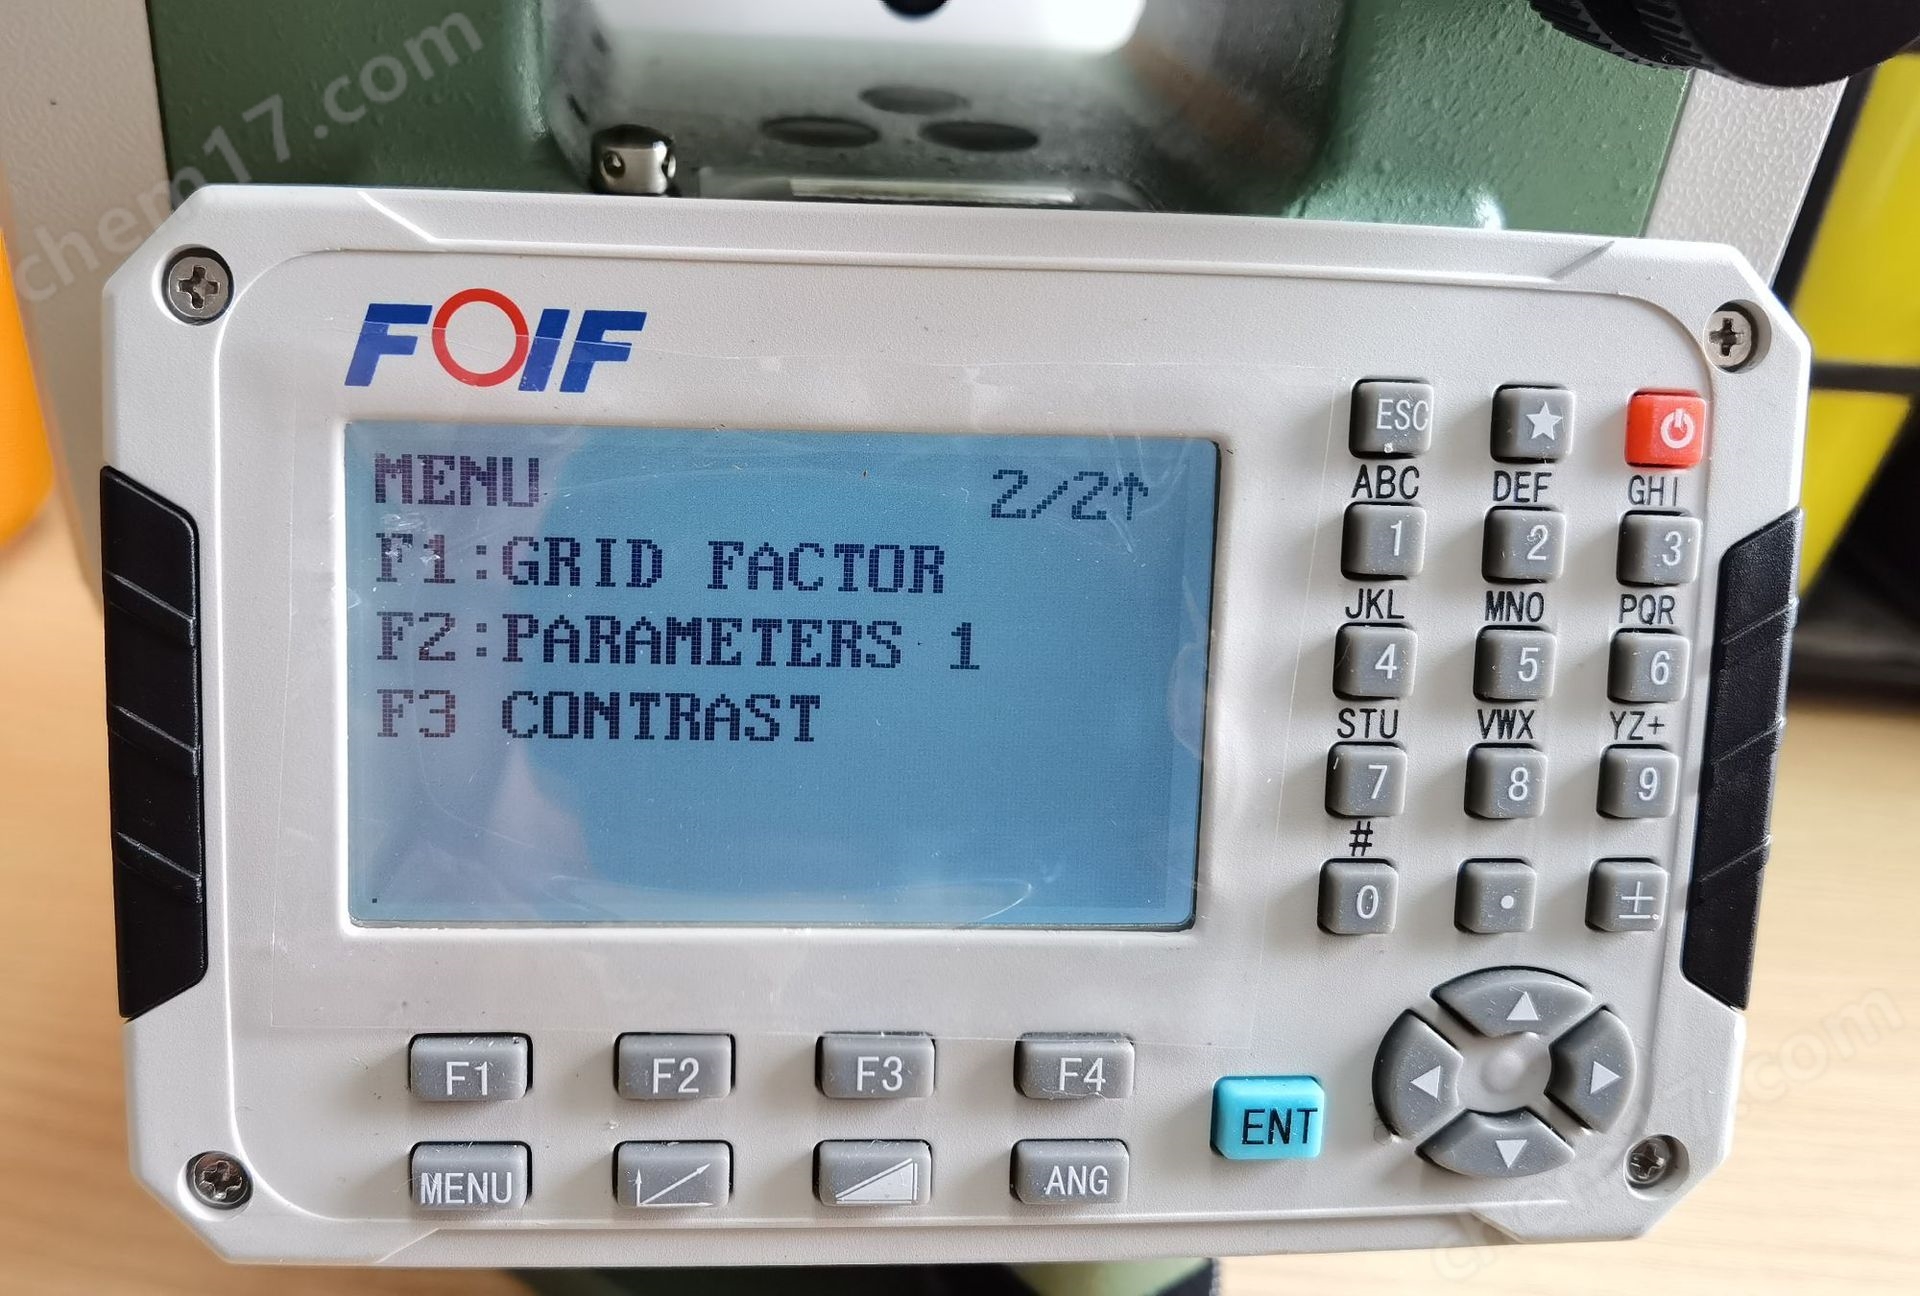 chem17.com
FOIF
MENU 2/2↑
F1:GRID FACTOR
F2:PARAMETERS 1
F3 CONTRAST
ESC
ABC DEF GHI
1 2 3
JKL MNO PQR
4 5 6
STU VWX YZ+
7 8 9
#
0 . ±
F1 F2 F3 F4
ENT
MENU ANG